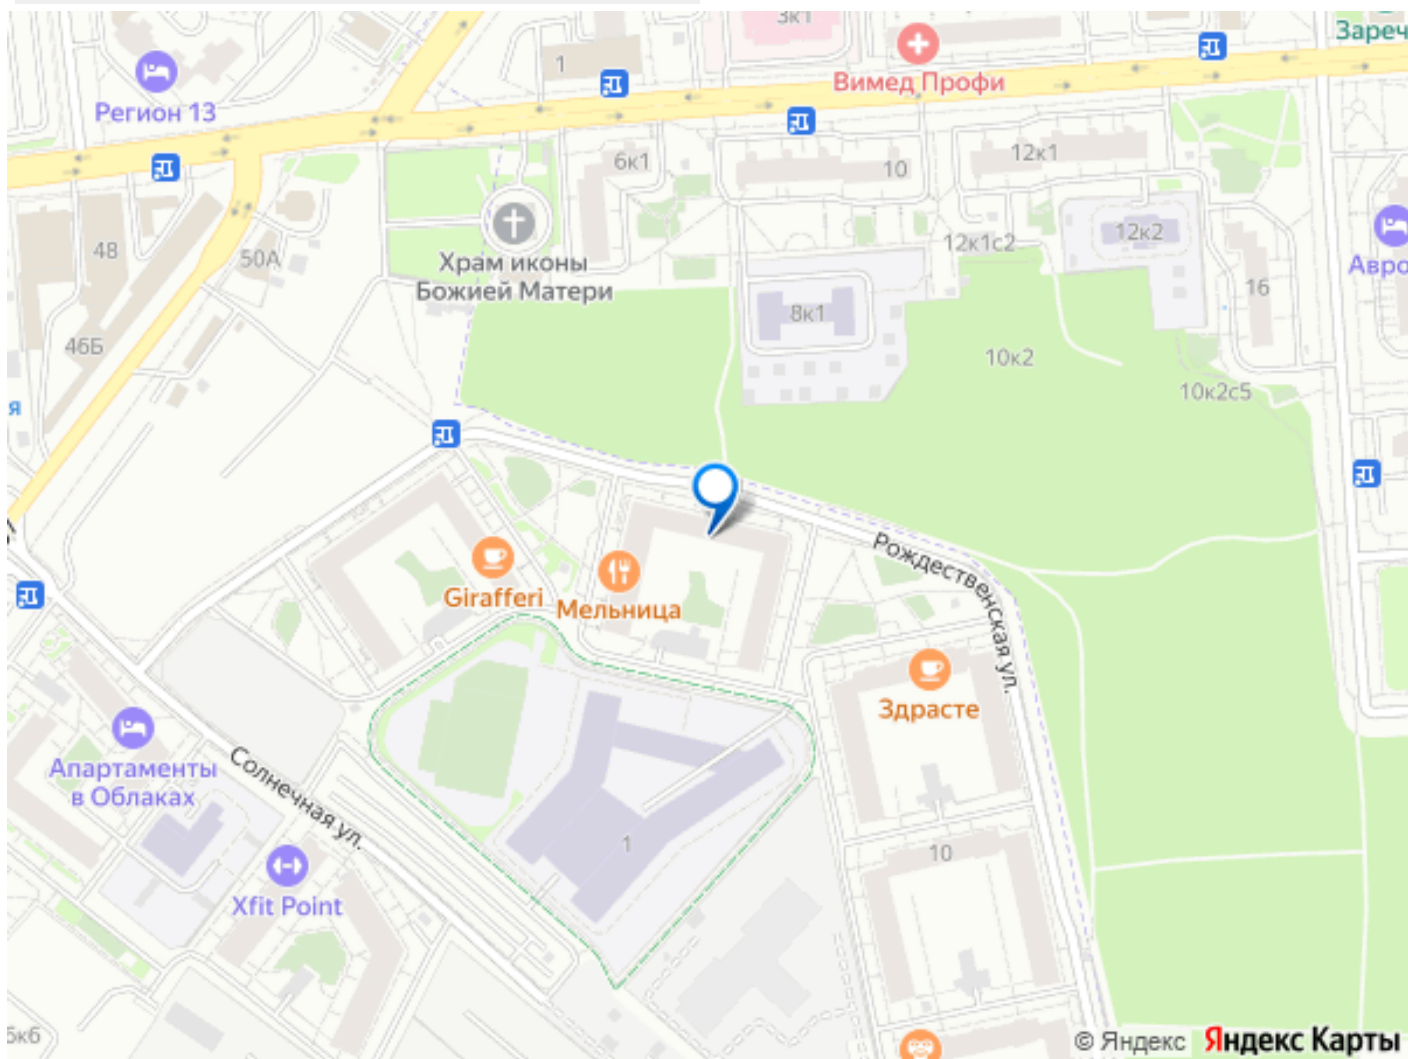 3к1
Зареч
1
Вимед Профи
Регион 13
6к1
10
12к1
48
50А
12к1с2
12к2
Храм иконы
Божией Матери
Авро
16
8к1
46Б
10к2
10к2с5
я
Рождественская ул.
Girafferi
Мельница
Здрасте
Апартаменты
в Облаках
Солнечная ул.
1
10
Xfit Point
© Яндекс Яндекс Карты